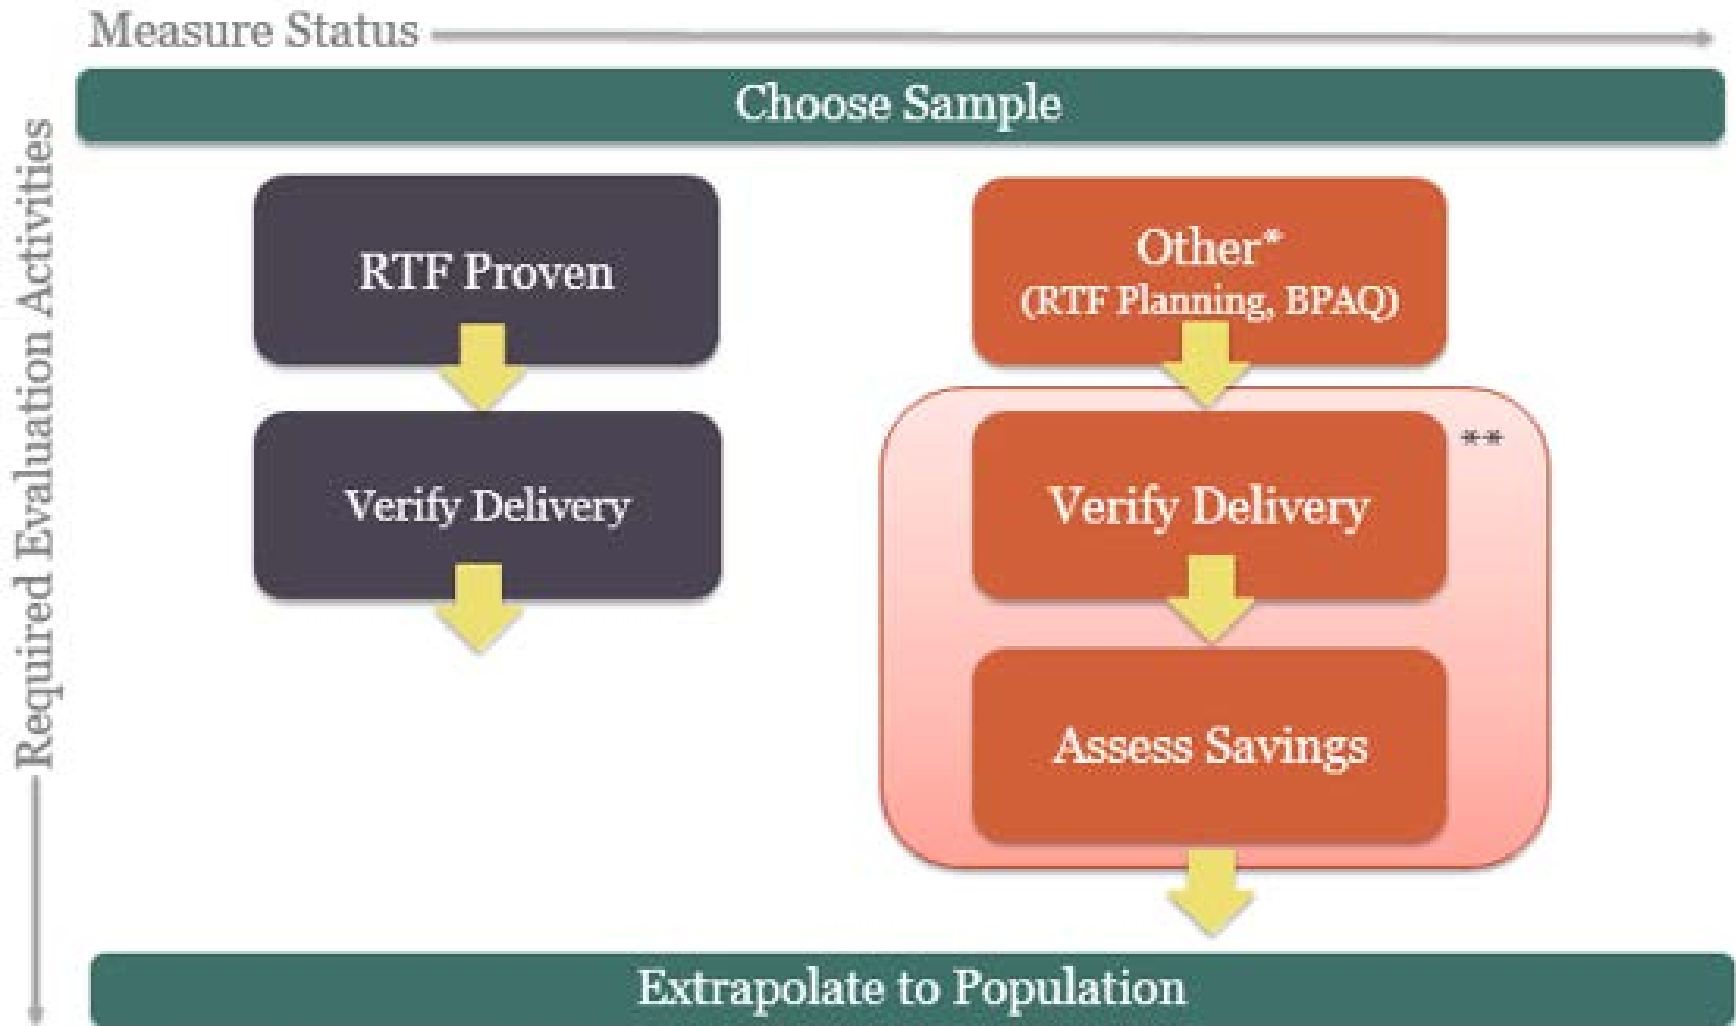 Measure Status
Choose Sample
Required Evaluation Activities
RTF Proven
Other*
(RTF Planning, BPAQ)
Verify Delivery
Verify Delivery
**
Assess Savings
Extrapolate to Population